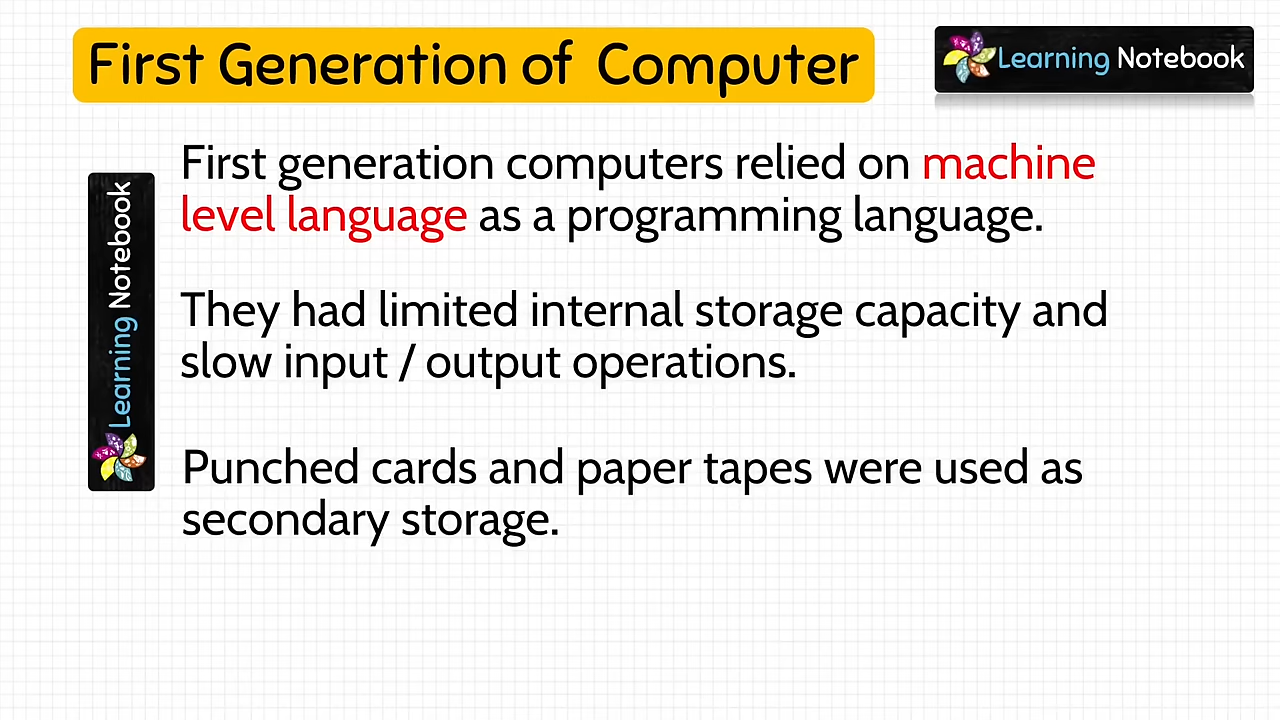 First Generation of Computer
Learning Notebook
First generation computers relied on machine
level language as a programming language.
They had limited internal storage capacity and
slow input / output operations.
Punched cards and paper tapes were used as
secondary storage.
Learning Notebook